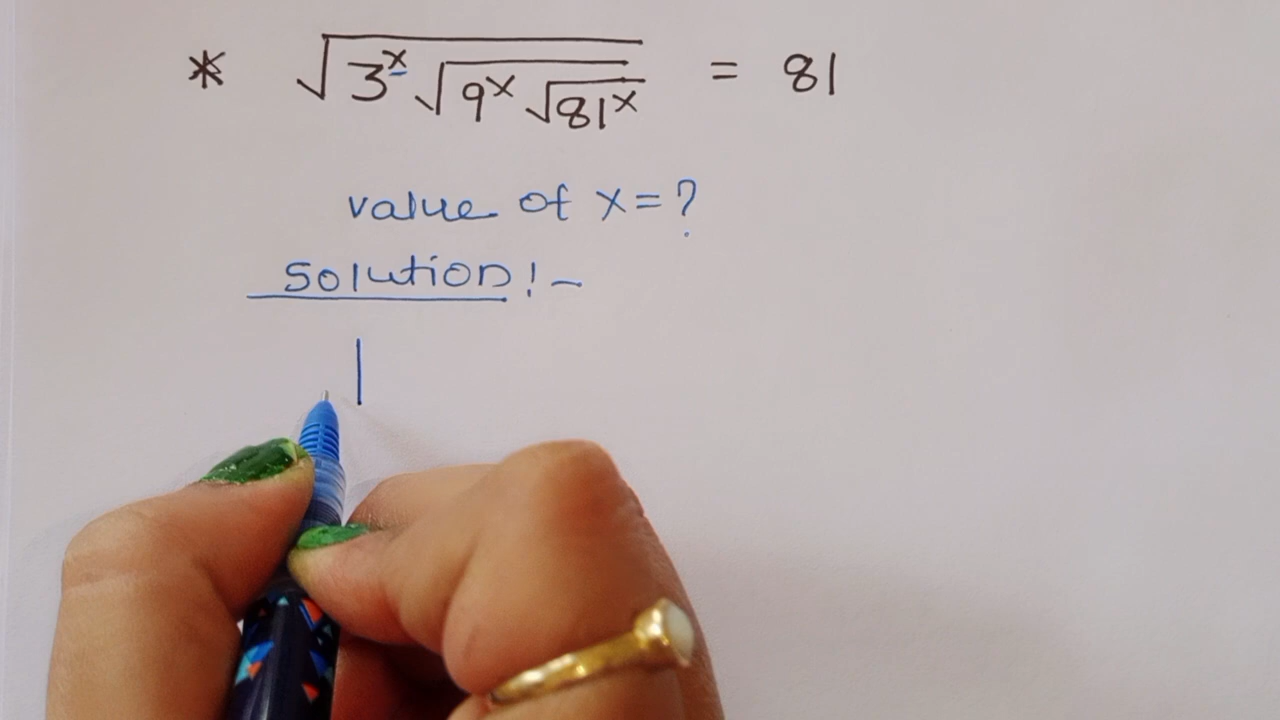 * √(3^x √(9^x √(81^x))) = 81
value of x=?
Solution!-